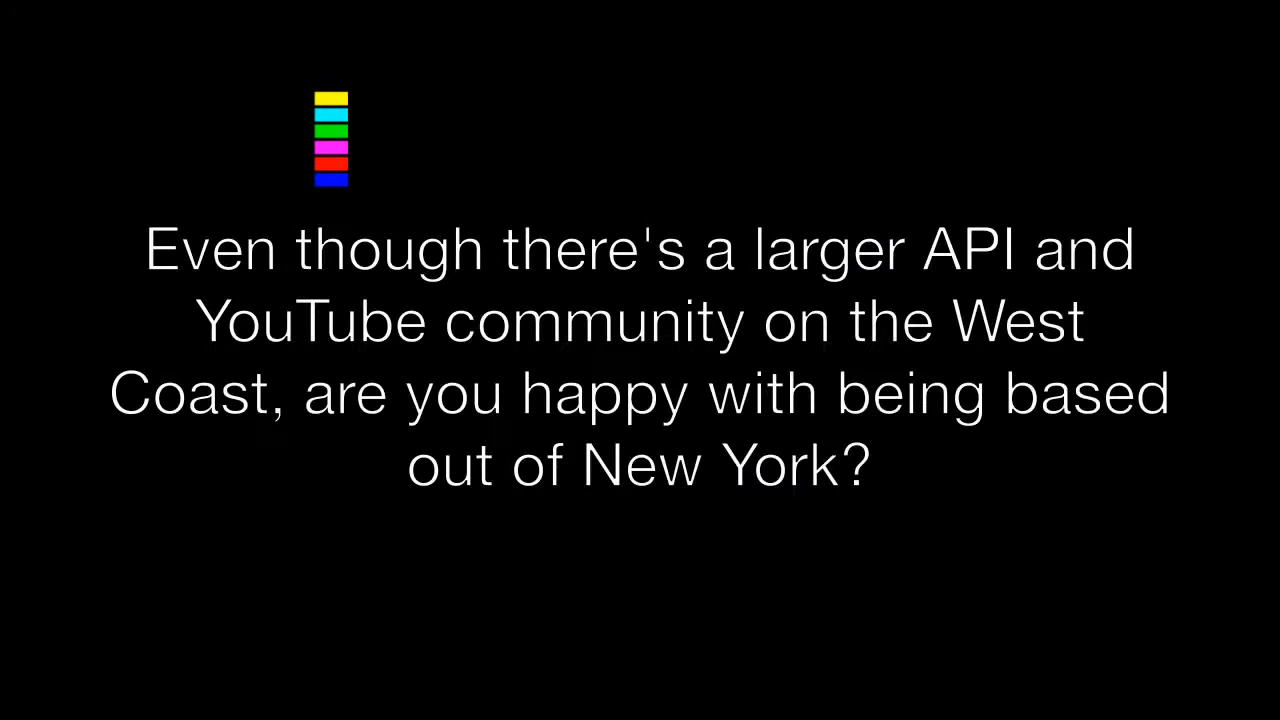 Even though there's a larger API and
YouTube community on the West
Coast, are you happy with being based
out of New York?